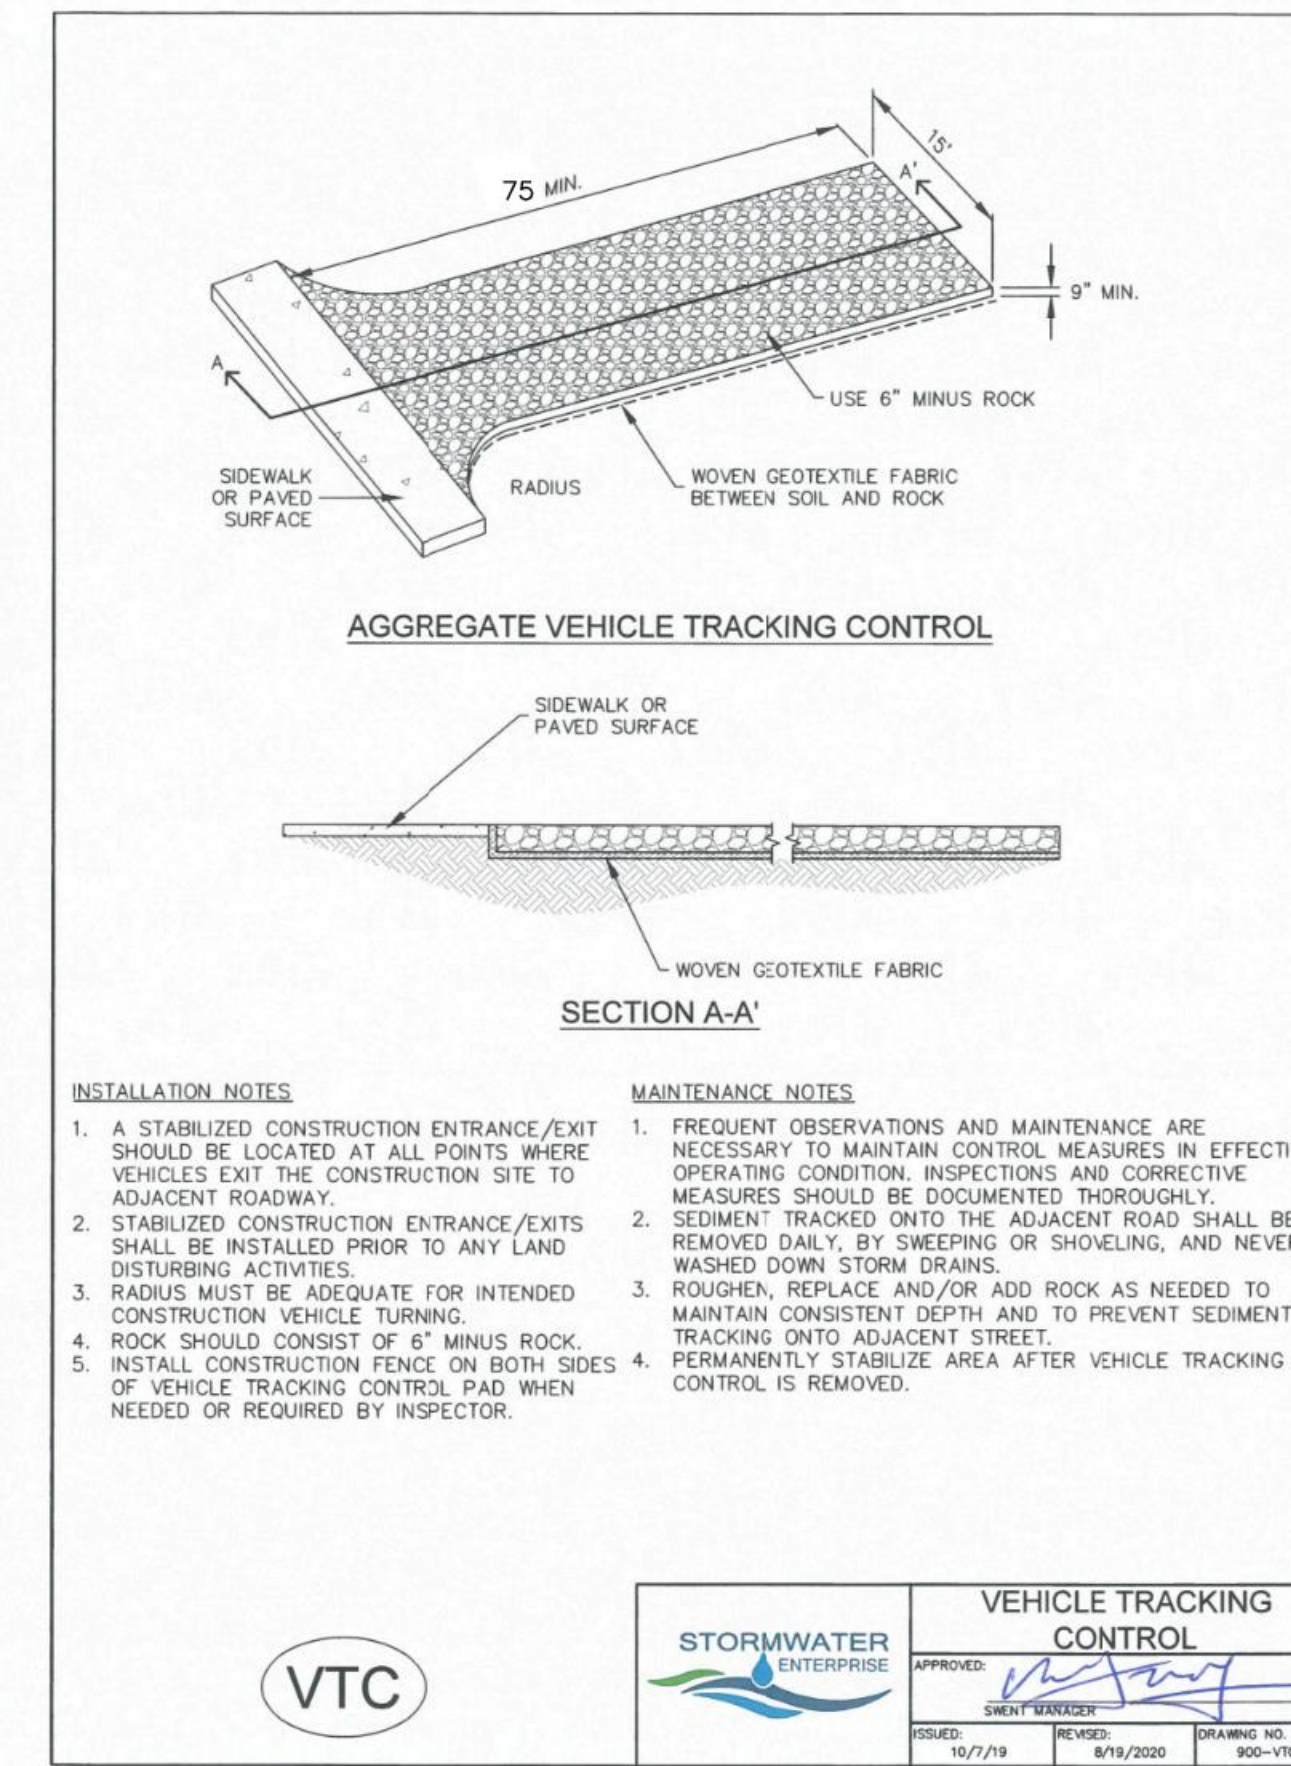 75 MIN.
15'
A'
9" MIN.
A
USE 6" MINUS ROCK
SIDEWALK
OR PAVED
SURFACE
RADIUS
WOVEN GEOTEXTILE FABRIC
BETWEEN SOIL AND ROCK
AGGREGATE VEHICLE TRACKING CONTROL
SIDEWALK OR
PAVED SURFACE
WOVEN GEOTEXTILE FABRIC
SECTION A-A'
INSTALLATION NOTES
1. A STABILIZED CONSTRUCTION ENTRANCE/EXIT
SHOULD BE LOCATED AT ALL POINTS WHERE
VEHICLES EXIT THE CONSTRUCTION SITE TO
ADJACENT ROADWAY.
2. STABILIZED CONSTRUCTION ENTRANCE/EXITS
SHALL BE INSTALLED PRIOR TO ANY LAND
DISTURBING ACTIVITIES.
3. RADIUS MUST BE ADEQUATE FOR INTENDED
CONSTRUCTION VEHICLE TURNING.
4. ROCK SHOULD CONSIST OF 6" MINUS ROCK.
5. INSTALL CONSTRUCTION FENCE ON BOTH SIDES
OF VEHICLE TRACKING CONTROL PAD WHEN
NEEDED OR REQUIRED BY INSPECTOR.
MAINTENANCE NOTES
1. FREQUENT OBSERVATIONS AND MAINTENANCE ARE
NECESSARY TO MAINTAIN CONTROL MEASURES IN EFFECTI
OPERATING CONDITION. INSPECTIONS AND CORRECTIVE
MEASURES SHOULD BE DOCUMENTED THOROUGHLY.
2. SEDIMENT TRACKED ONTO THE ADJACENT ROAD SHALL BE
REMOVED DAILY, BY SWEEPING OR SHOVELING, AND NEVER
WASHED DOWN STORM DRAINS.
3. ROUGHEN, REPLACE AND/OR ADD ROCK AS NEEDED TO
MAINTAIN CONSISTENT DEPTH AND TO PREVENT SEDIMENT
TRACKING ONTO ADJACENT STREET.
4. PERMANENTLY STABILIZE AREA AFTER VEHICLE TRACKING
CONTROL IS REMOVED.
VTC
STORMWATER
ENTERPRISE
VEHICLE TRACKING
CONTROL
APPROVED:
SWENT MANAGER
ISSUED:
10/7/19
REVISED:
8/19/2020
DRAWING NO.
900-VTC